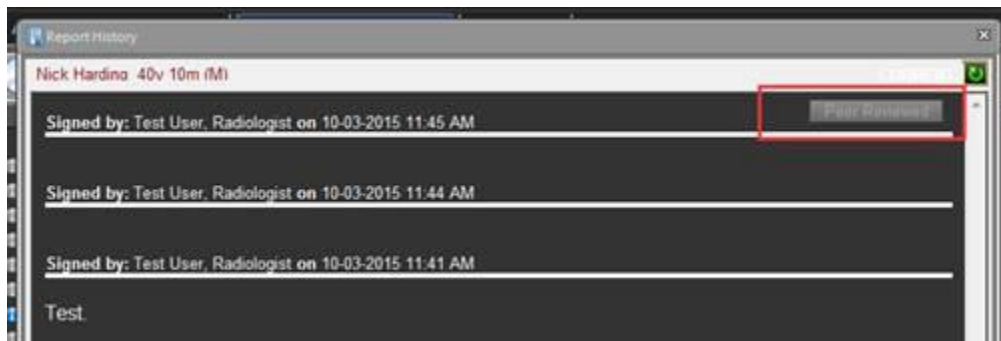 Report History
Nick Harding 40y 10m (M)
Peer Reviewed
Signed by: Test User, Radiologist on 10-03-2015 11:45 AM
Signed by: Test User, Radiologist on 10-03-2015 11:44 AM
Signed by: Test User, Radiologist on 10-03-2015 11:41 AM
Test.